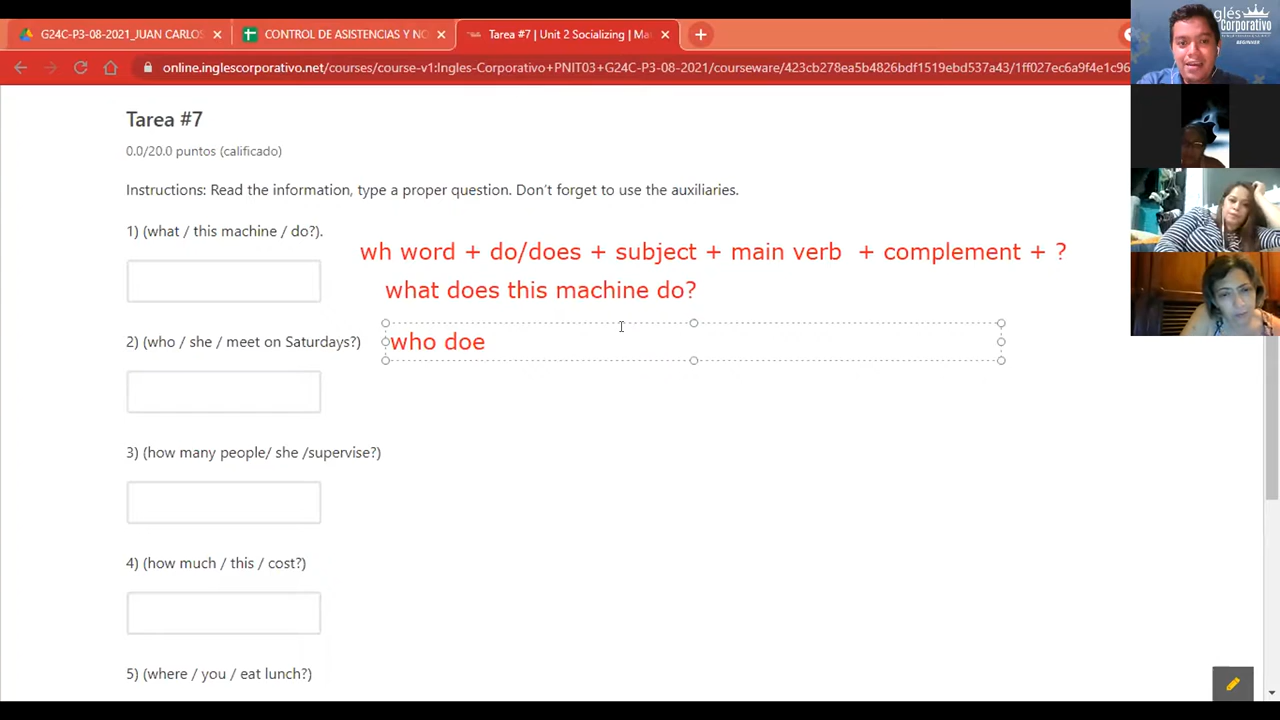 G24C-P3-08-2021_JUAN CARLOS
CONTROL DE ASISTENCIAS Y NO
Tarea #7 | Unit 2 Socializing | Ma
online.inglescorporativo.net/courses/course-v1:Ingles-Corporativo+PNIT03+G24C-P3-08-2021/courseware/423cb278ea5b4826bdf1519ebd537a43/1ff027ec6a9f4e1c96
glés
Corporativo
BEGINNER
Tarea #7
0.0/20.0 puntos (calificado)
Instructions: Read the information, type a proper question. Don't forget to use the auxiliaries.
1) (what / this machine / do?).
wh word + do/does + subject + main verb + complement + ?
what does this machine do?
2) (who / she / meet on Saturdays?)
who doe
3) (how many people/ she /supervise?)
4) (how much / this / cost?)
5) (where / you / eat lunch?)